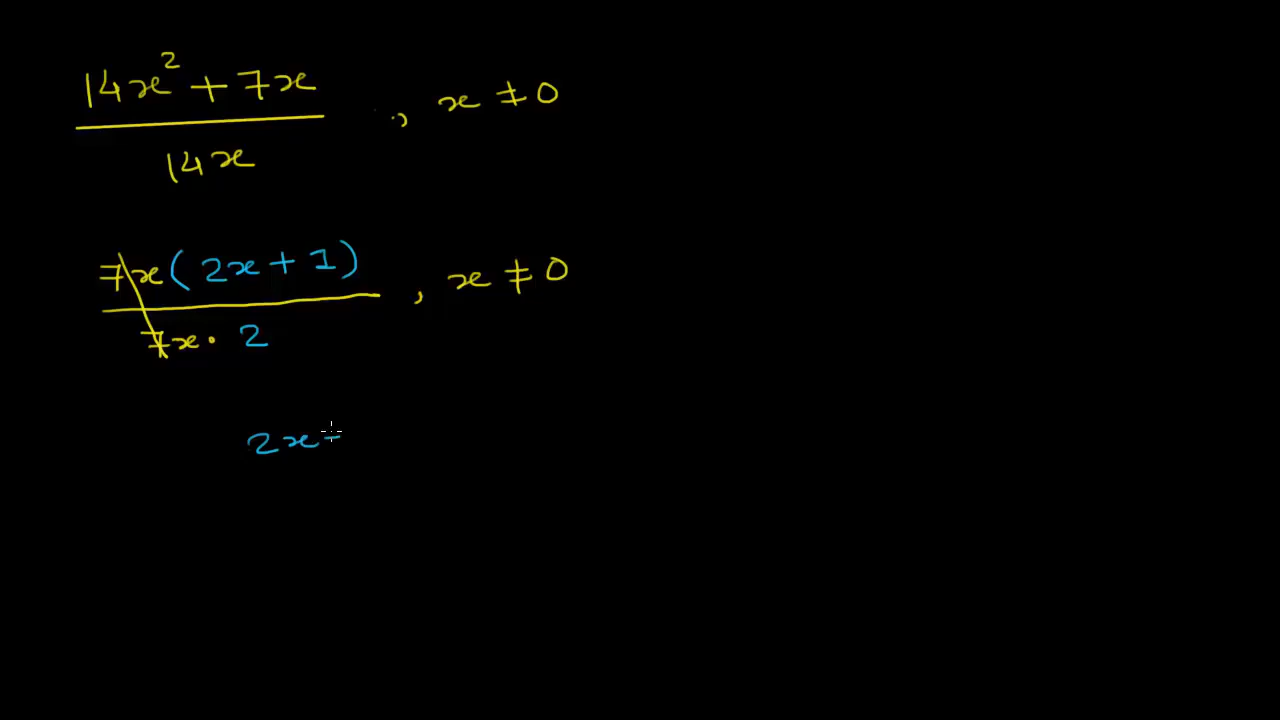 14x² + 7x
14x
, x ≠ 0
7x(2x + 1)
7x · 2
, x ≠ 0
2x